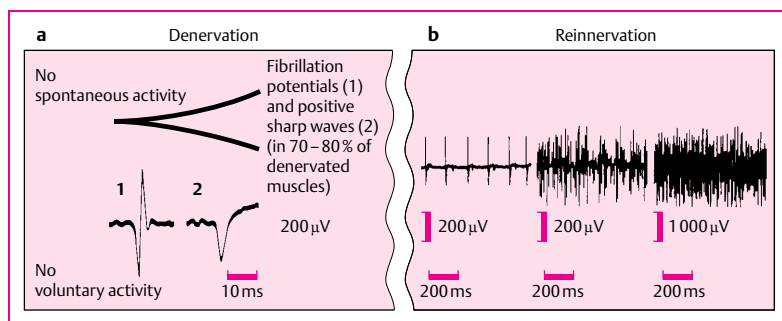 a
Denervation
No
spontaneous activity
Fibrillation
potentials (1)
and positive
sharp waves (2)
(in 70 – 80 % of
denervated
muscles)
1
2
200 µV
No
voluntary activity
10 ms
b
Reinnervation
200 µV
200 µV
1 000 µV
200 ms
200 ms
200 ms